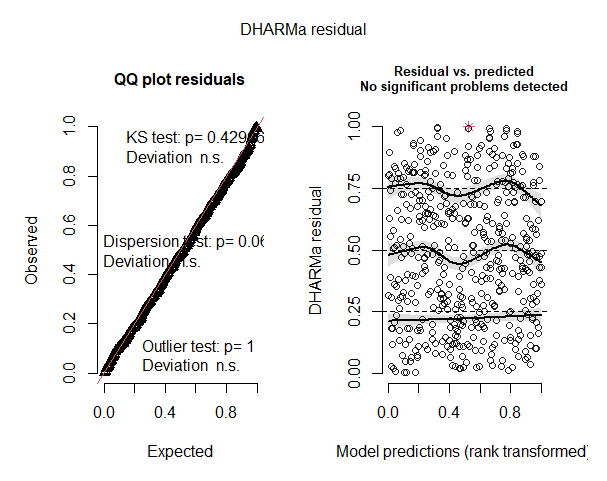 DHARMa residual
QQ plot residuals
KS test: p= 0.429
Deviation n.s.
Dispersion test: p= 0.06
Deviation n.s.
Outlier test: p= 1
Deviation n.s.
Observed
0.0
0.2
0.4
0.6
0.8
1.0
0.0
0.4
0.8
Expected
Residual vs. predicted
No significant problems detected
DHARMa residual
0.00
0.25
0.50
0.75
1.00
0.0
0.4
0.8
Model predictions (rank transformed)